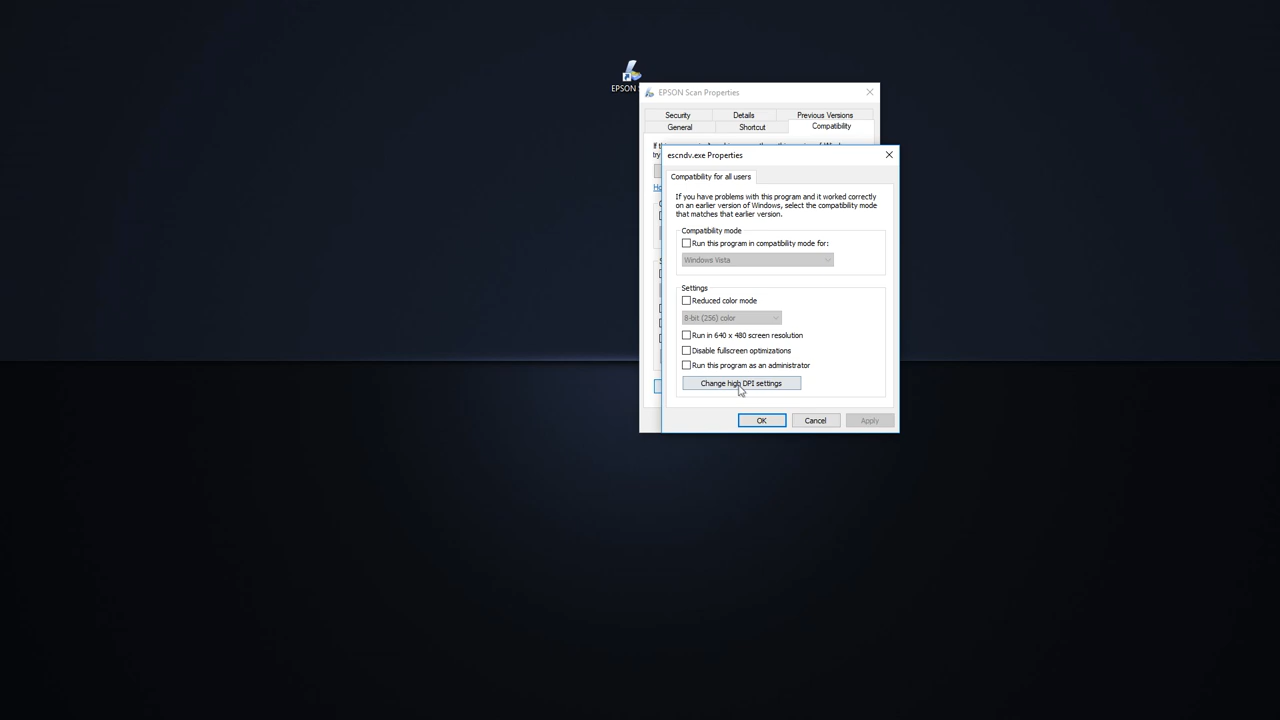 EPSON
EPSON Scan Properties
Security
Details
Previous Versions
General
Shortcut
Compatibility
escndv.exe Properties
Compatibility for all users
If you have problems with this program and it worked correctly
on an earlier version of Windows, select the compatibility mode
that matches that earlier version.
Compatibility mode
Run this program in compatibility mode for:
Windows Vista
Settings
Reduced color mode
8-bit (256) color
Run in 640 x 480 screen resolution
Disable fullscreen optimizations
Run this program as an administrator
Change high DPI settings
OK
Cancel
Apply